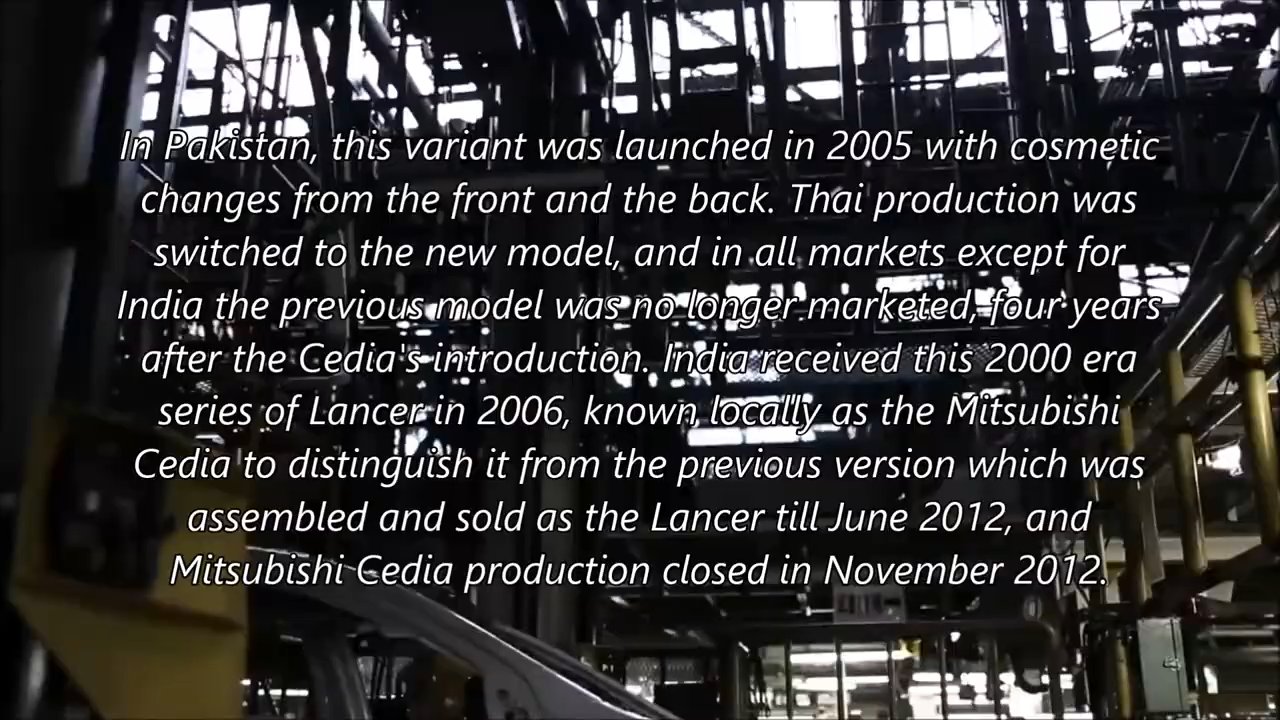 In Pakistan, this variant was launched in 2005 with cosmetic
changes from the front and the back. Thai production was
switched to the new model, and in all markets except for
India the previous model was no longer marketed, four years
after the Cedia's introduction. India received this 2000 era
series of Lancer in 2006, known locally as the Mitsubishi
Cedia to distinguish it from the previous version which was
assembled and sold as the Lancer till June 2012, and
Mitsubishi Cedia production closed in November 2012.